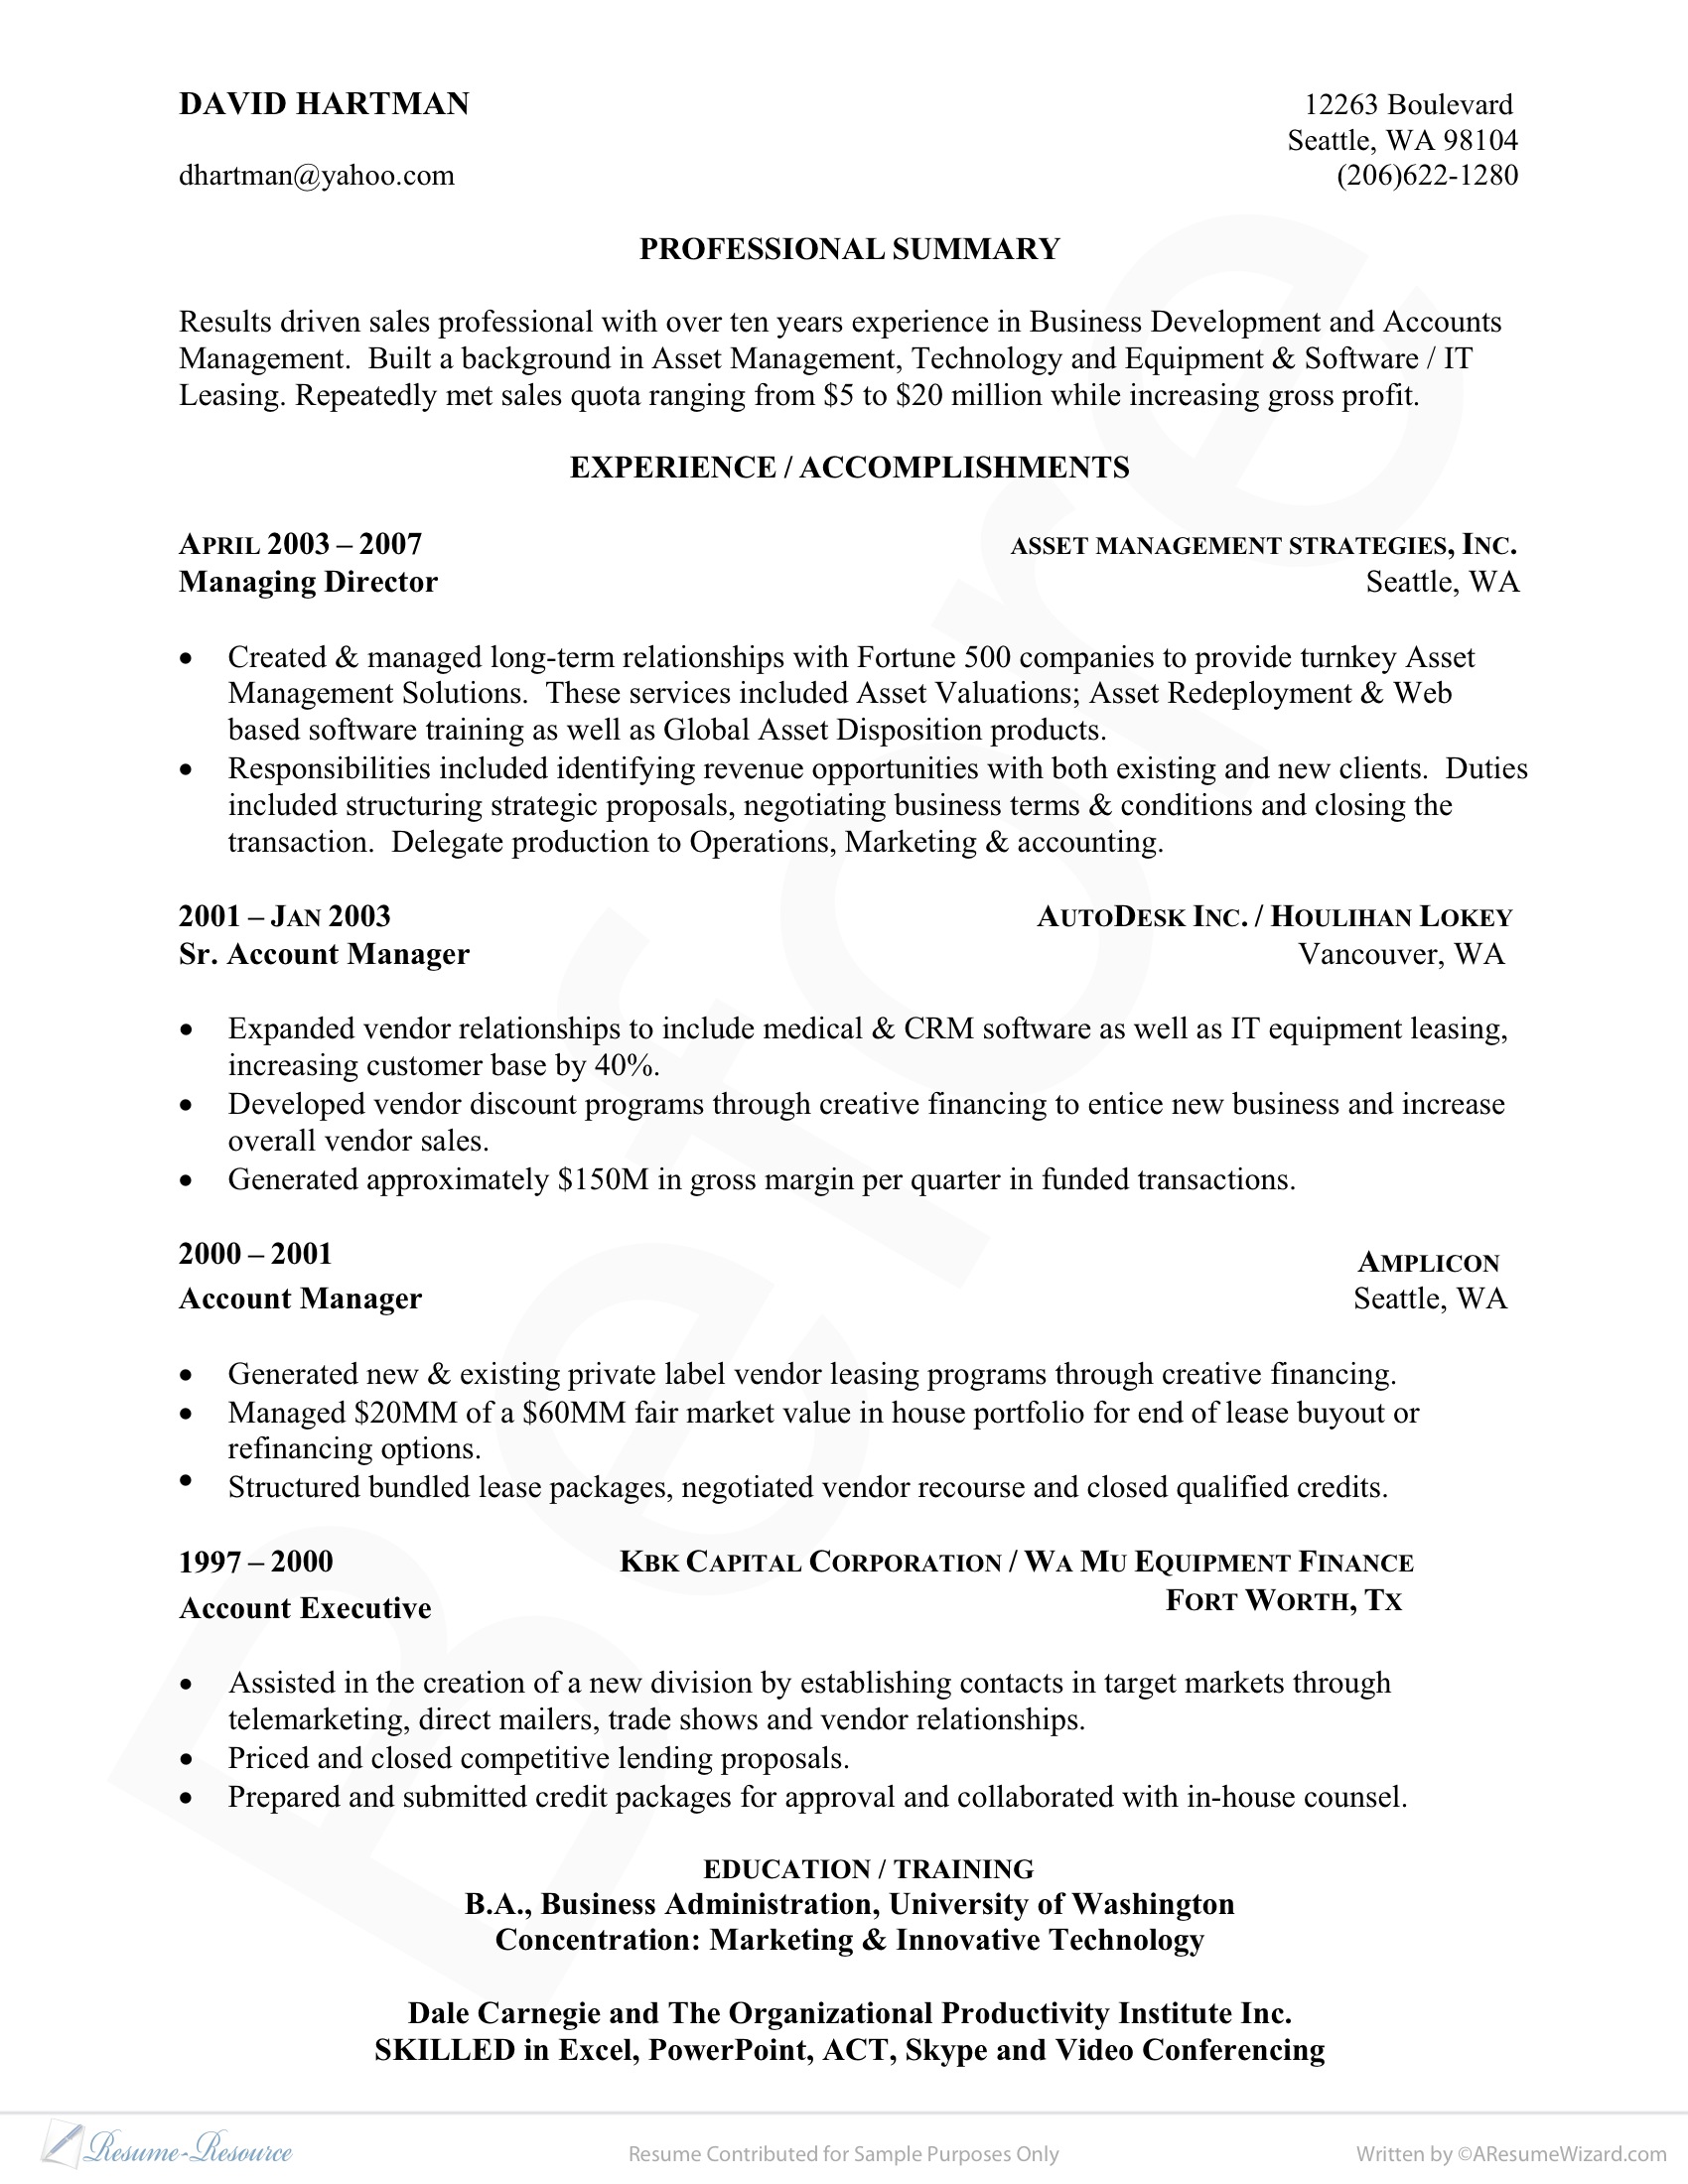 DAVID HARTMAN
12263 Boulevard
Seattle, WA 98104
dhartman@yahoo.com
(206)622-1280
PROFESSIONAL SUMMARY
Results driven sales professional with over ten years experience in Business Development and Accounts
Management.  Built a background in Asset Management, Technology and Equipment & Software / IT
Leasing. Repeatedly met sales quota ranging from $5 to $20 million while increasing gross profit.
EXPERIENCE / ACCOMPLISHMENTS
APRIL 2003 – 2007
ASSET MANAGEMENT STRATEGIES, INC.
Managing Director
Seattle, WA
• Created & managed long-term relationships with Fortune 500 companies to provide turnkey Asset
Management Solutions.  These services included Asset Valuations; Asset Redeployment & Web
based software training as well as Global Asset Disposition products.
• Responsibilities included identifying revenue opportunities with both existing and new clients.  Duties
included structuring strategic proposals, negotiating business terms & conditions and closing the
transaction.  Delegate production to Operations, Marketing & accounting.
2001 – JAN 2003
AUTODESK INC. / HOULIHAN LOKEY
Sr. Account Manager
Vancouver, WA
• Expanded vendor relationships to include medical & CRM software as well as IT equipment leasing,
increasing customer base by 40%.
• Developed vendor discount programs through creative financing to entice new business and increase
overall vendor sales.
• Generated approximately $150M in gross margin per quarter in funded transactions.
2000 – 2001
AMPLICON
Account Manager
Seattle, WA
• Generated new & existing private label vendor leasing programs through creative financing.
• Managed $20MM of a $60MM fair market value in house portfolio for end of lease buyout or
refinancing options.
• Structured bundled lease packages, negotiated vendor recourse and closed qualified credits.
1997 – 2000
KBK CAPITAL CORPORATION / WA MU EQUIPMENT FINANCE
Account Executive
FORT WORTH, TX
• Assisted in the creation of a new division by establishing contacts in target markets through
telemarketing, direct mailers, trade shows and vendor relationships.
• Priced and closed competitive lending proposals.
• Prepared and submitted credit packages for approval and collaborated with in-house counsel.
EDUCATION / TRAINING
B.A., Business Administration, University of Washington
Concentration: Marketing & Innovative Technology
Dale Carnegie and The Organizational Productivity Institute Inc.
SKILLED in Excel, PowerPoint, ACT, Skype and Video Conferencing
Before
Resume-Resource
Resume Contributed for Sample Purposes Only
Written by ©AResumeWizard.com